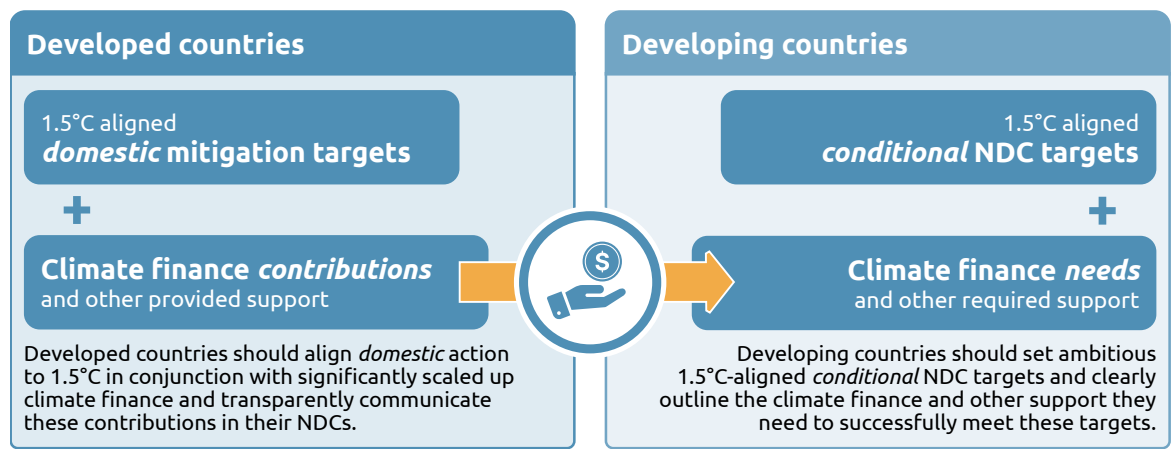 Developed countries
1.5°C aligned
domestic mitigation targets
+
Climate finance contributions
and other provided support
Developed countries should align domestic action
to 1.5°C in conjunction with significantly scaled up
climate finance and transparently communicate
these contributions in their NDCs.
$
Developing countries
1.5°C aligned
conditional NDC targets
+
Climate finance needs
and other required support
Developing countries should set ambitious
1.5°C-aligned conditional NDC targets and clearly
outline the climate finance and other support they
need to successfully meet these targets.